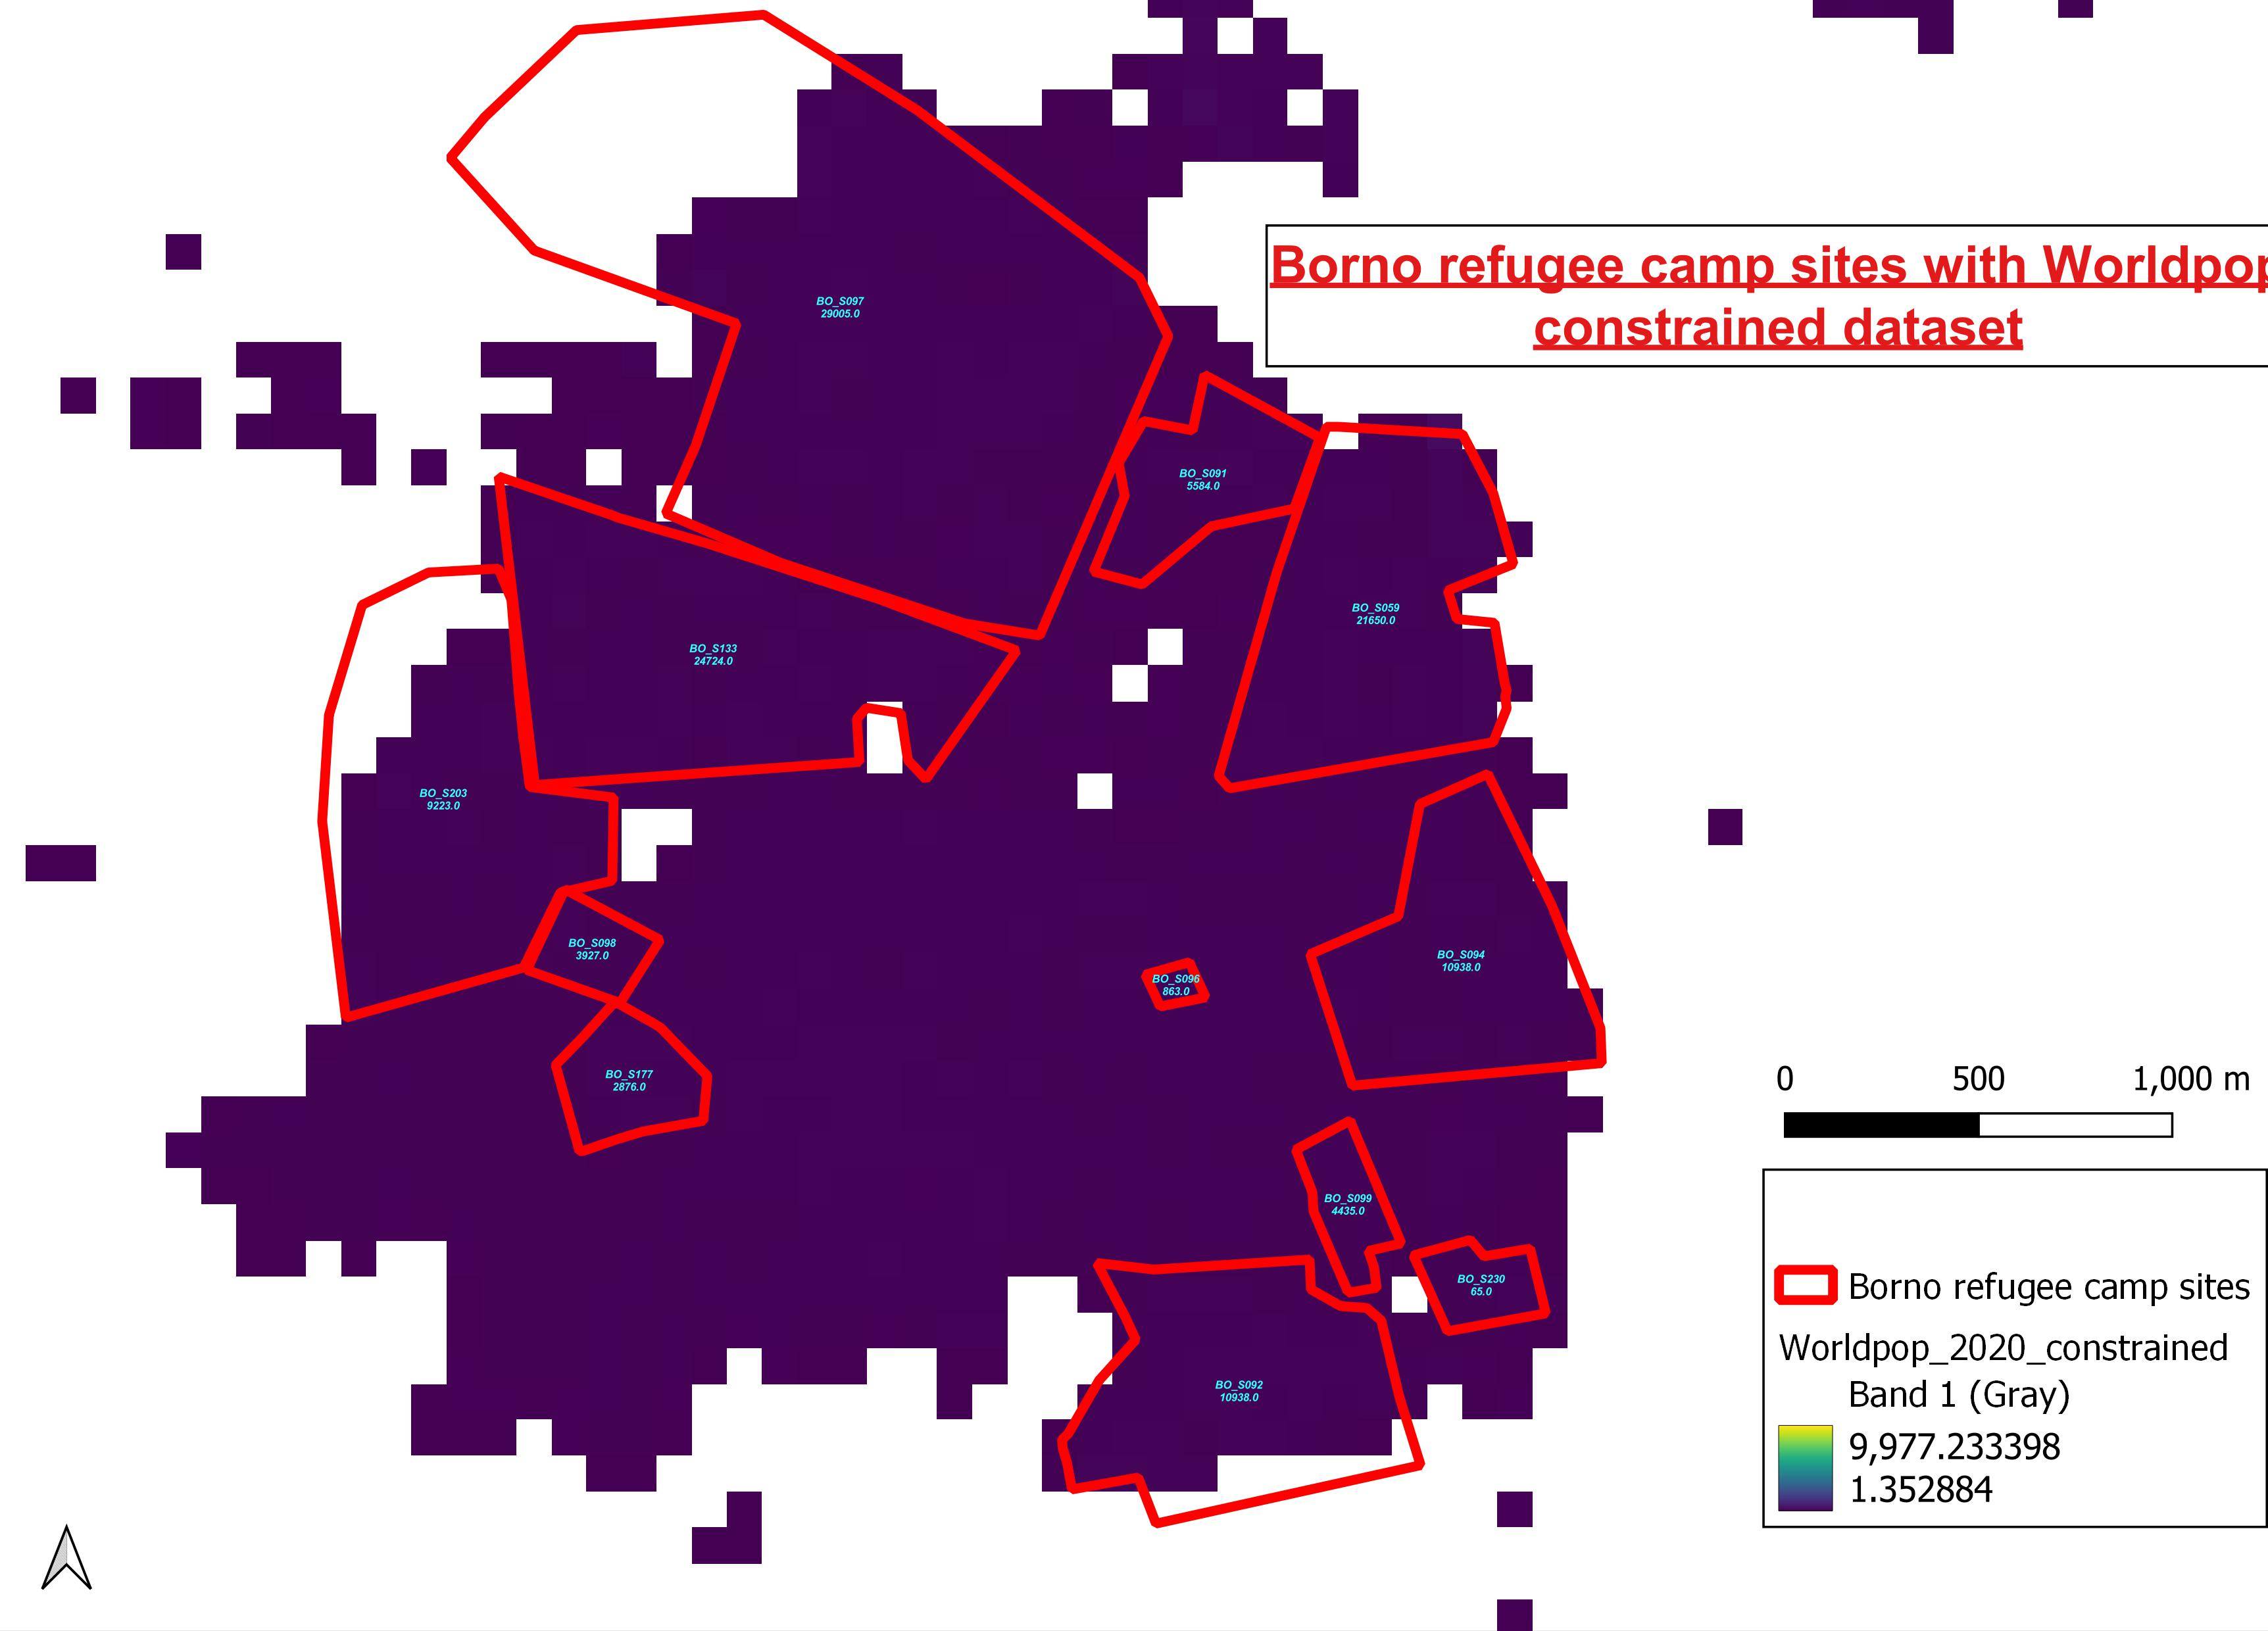 Borno refugee camp sites with Worldpop
constrained dataset
BO_S097
29005.0
BO_S091
5584.0
BO_S059
21650.0
BO_S133
24724.0
BO_S203
9223.0
BO_S098
3927.0
BO_S096
863.0
BO_S094
10938.0
BO_S177
2876.0
BO_S099
4435.0
BO_S230
65.0
BO_S092
10938.0
0 500 1,000 m
Borno refugee camp sites
Worldpop_2020_constrained
Band 1 (Gray)
9,977.233398
1.352884